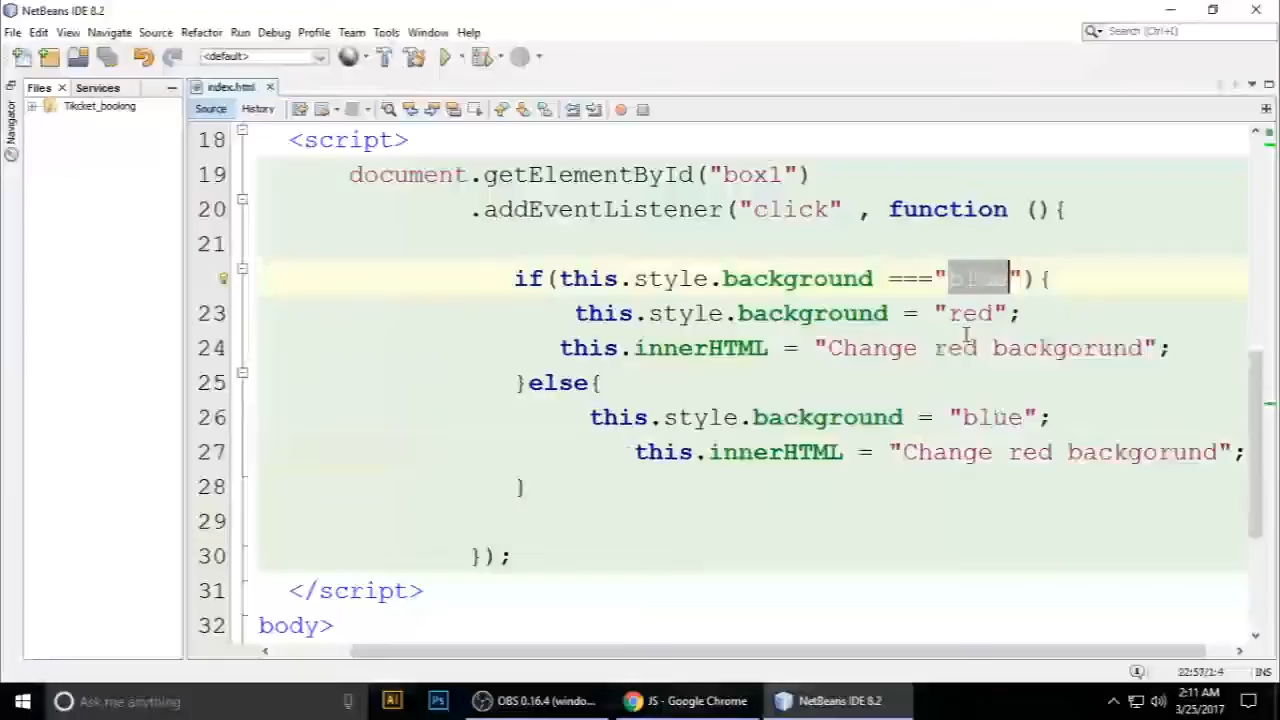 NetBeans IDE 8.2
File Edit View Navigate Source Refactor Run Debug Profile Team Tools Window Help
Search (Ctrl+I)
<default>
Files Services
index.html
Navigator
Tikcket_bookng
Source History
18 <script>
19 document.getElementById("box1")
20 .addEventListener("click" , function (){
21
if(this.style.background ==="blue"){
23 this.style.background = "red";
24 this.innerHTML = "Change red backgorund";
25 }else{
26 this.style.background = "blue";
27 this.innerHTML = "Change red backgorund";
28 }
29
30 });
31 </script>
32 body>
22:57/1:4 INS
Ask me anything
Ai
Ps
OBS 0.16.4 (windo...
JS - Google Chrome
NetBeans IDE 8.2
2:11 AM
3/25/2017